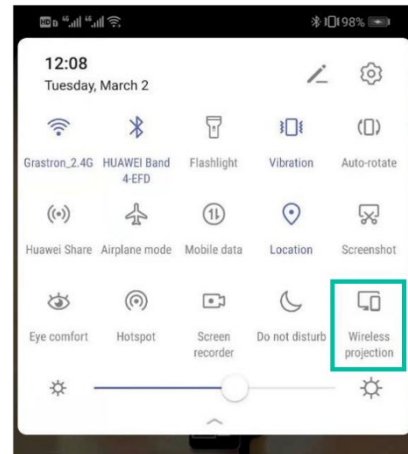 HD
98%
12:08
Tuesday, March 2
Grastron_2.4G HUAWEI Band Flashlight Vibration Auto-rotate
4-EFD
Huawei Share Airplane mode Mobile data Location Screenshot
Eye comfort Hotspot Screen Do not disturb Wireless
recorder projection